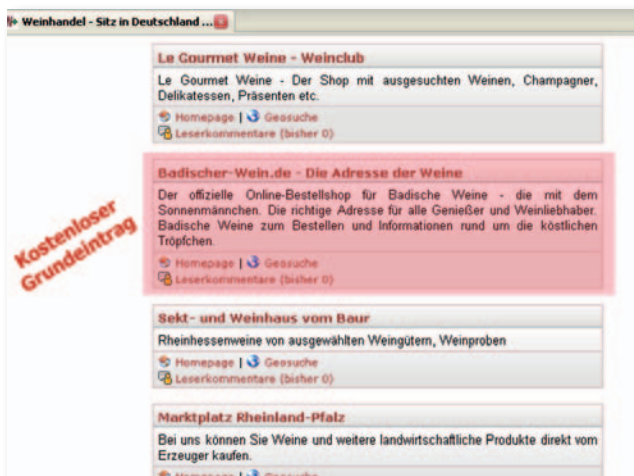 Weinhandel - Sitz in Deutschland ...
Le Gourmet Weine - Weinclub
Le Gourmet Weine - Der Shop mit ausgesuchten Weinen, Champagner,
Delikatessen, Präsenten etc.
Homepage | Geosuche
Leserkommentare (bisher 0)
Kostenloser
Grundeintrag
Badischer-Wein.de - Die Adresse der Weine
Der offizielle Online-Bestellshop für Badische Weine - die mit dem
Sonnenmännchen. Die richtige Adresse für alle Genießer und Weinliebhaber.
Badische Weine zum Bestellen und Informationen rund um die köstlichen
Tröpfchen.
Homepage | Geosuche
Leserkommentare (bisher 0)
Sekt- und Weinhaus vom Baur
Rheinhessenweine von ausgewählten Weingütern, Weinproben
Homepage | Geosuche
Leserkommentare (bisher 0)
Marktplatz Rheinland-Pfalz
Bei uns können Sie Weine und weitere landwirtschaftliche Produkte direkt vom
Erzeuger kaufen.
Homepage | Geosuche